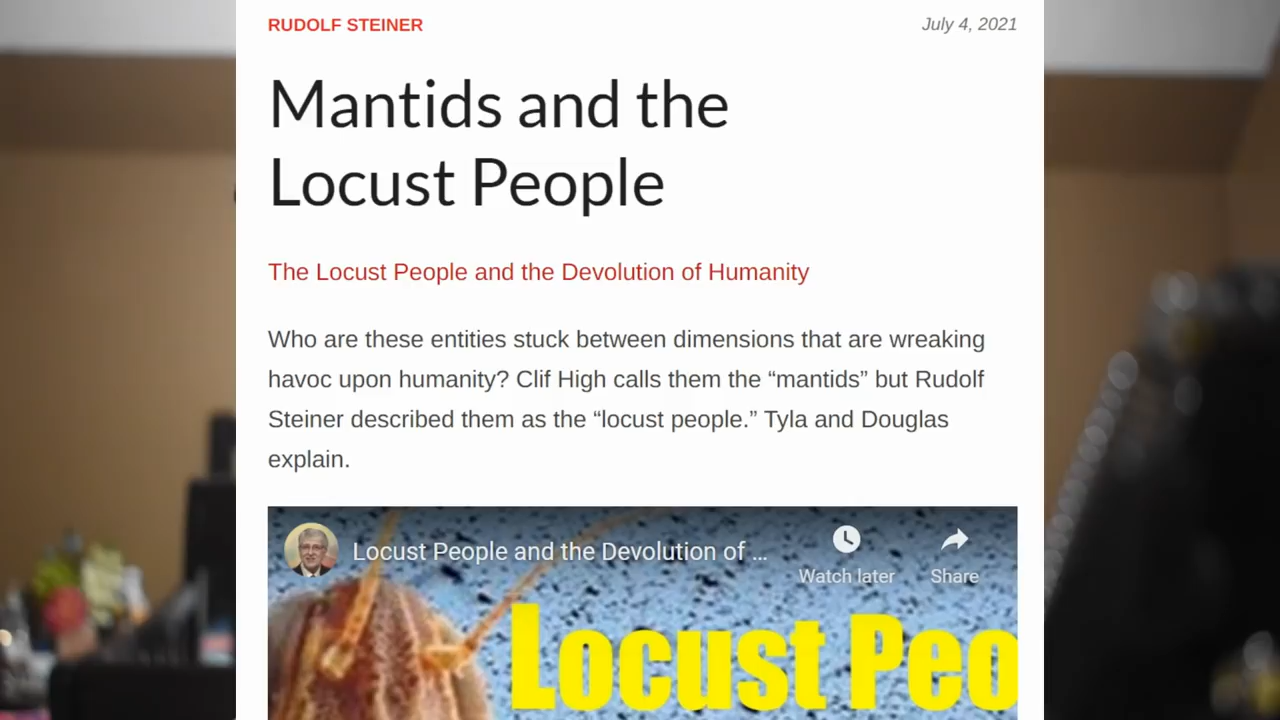 RUDOLF STEINER
July 4, 2021
Mantids and the
Locust People
The Locust People and the Devolution of Humanity
Who are these entities stuck between dimensions that are wreaking
havoc upon humanity? Clif High calls them the “mantids” but Rudolf
Steiner described them as the “locust people.” Tyla and Douglas
explain.
Locust People and the Devolution of ...
Watch later
Share
Locust Peo